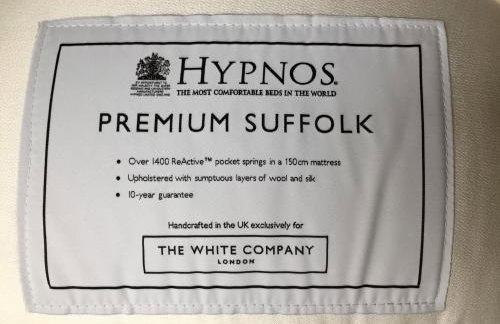 HYPNOS®
THE MOST COMFORTABLE BEDS IN THE WORLD
PREMIUM SUFFOLK
• Over 1400 ReActive™ pocket springs in a 150cm mattress
• Upholstered with sumptuous layers of wool and silk
• 10-year guarantee
Handcrafted in the UK exclusively for
THE WHITE COMPANY
LONDON